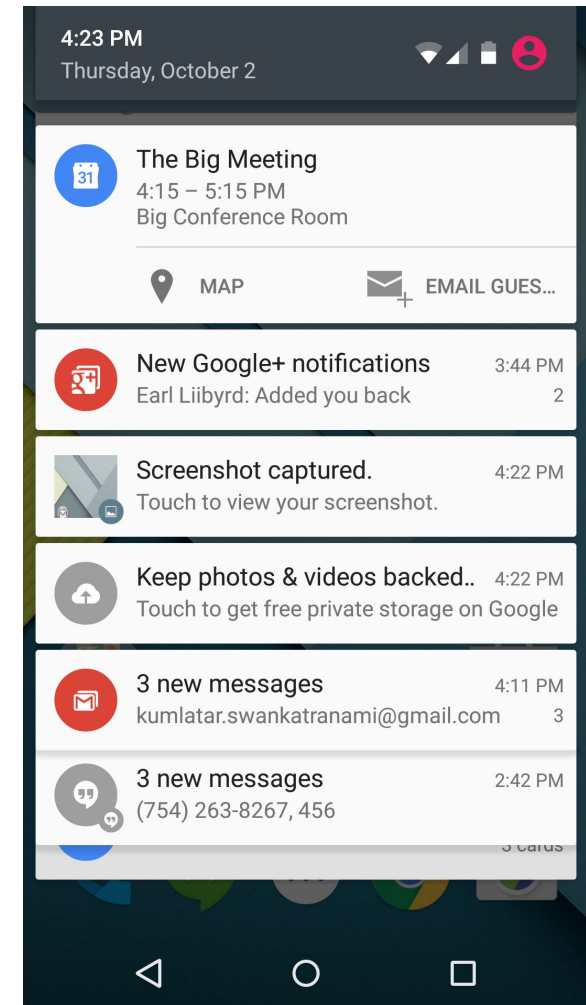 4:23 PM
Thursday, October 2
31
The Big Meeting
4:15 – 5:15 PM
Big Conference Room
MAP
EMAIL GUES...
New Google+ notifications 3:44 PM
Earl Liibyrd: Added you back 2
Screenshot captured. 4:22 PM
Touch to view your screenshot.
Keep photos & videos backed.. 4:22 PM
Touch to get free private storage on Google
3 new messages 4:11 PM
kumlatar.swankatranami@gmail.com 3
3 new messages 2:42 PM
(754) 263-8267, 456
3 cards